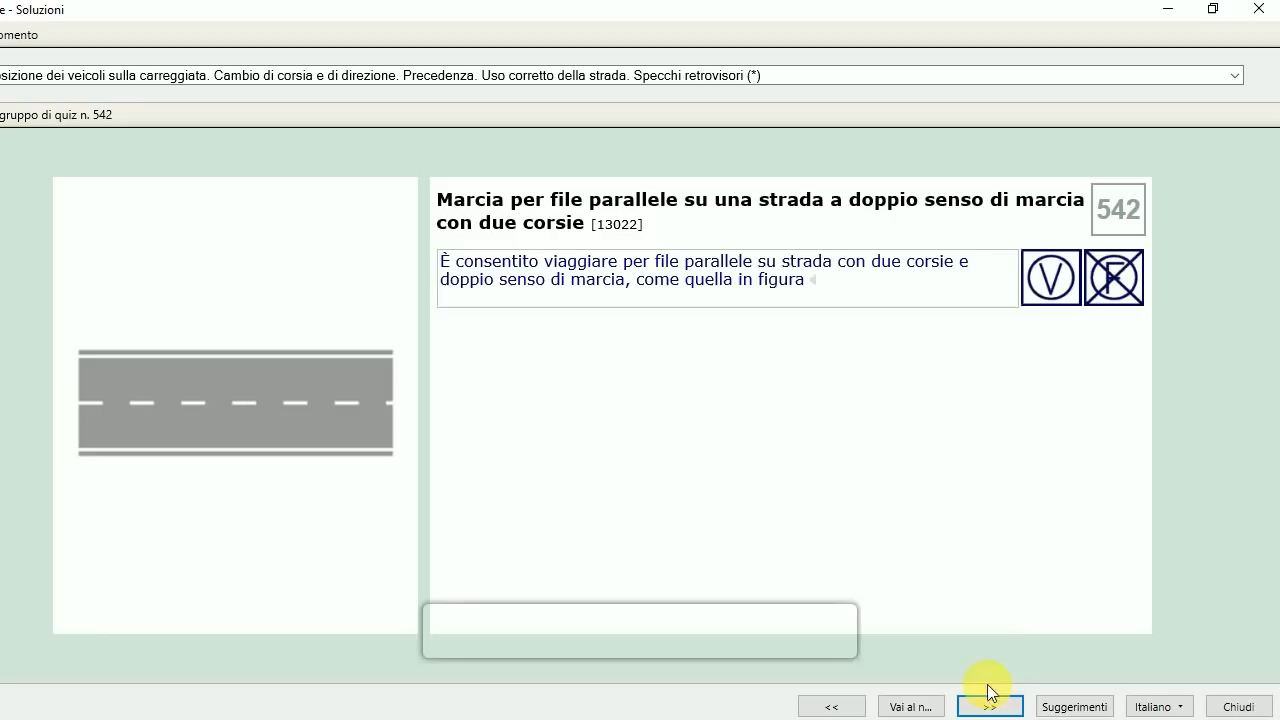 e - Soluzioni
omento
sizione dei veicoli sulla carreggiata. Cambio di corsia e di direzione. Precedenza. Uso corretto della strada. Specchi retrovisori (*)
gruppo di quiz n. 542
Marcia per file parallele su una strada a doppio senso di marcia
con due corsie [13022]
542
È consentito viaggiare per file parallele su strada con due corsie e
doppio senso di marcia, come quella in figura
V
F
<<
Vai al n...
>>
Suggerimenti
Italiano
Chiudi